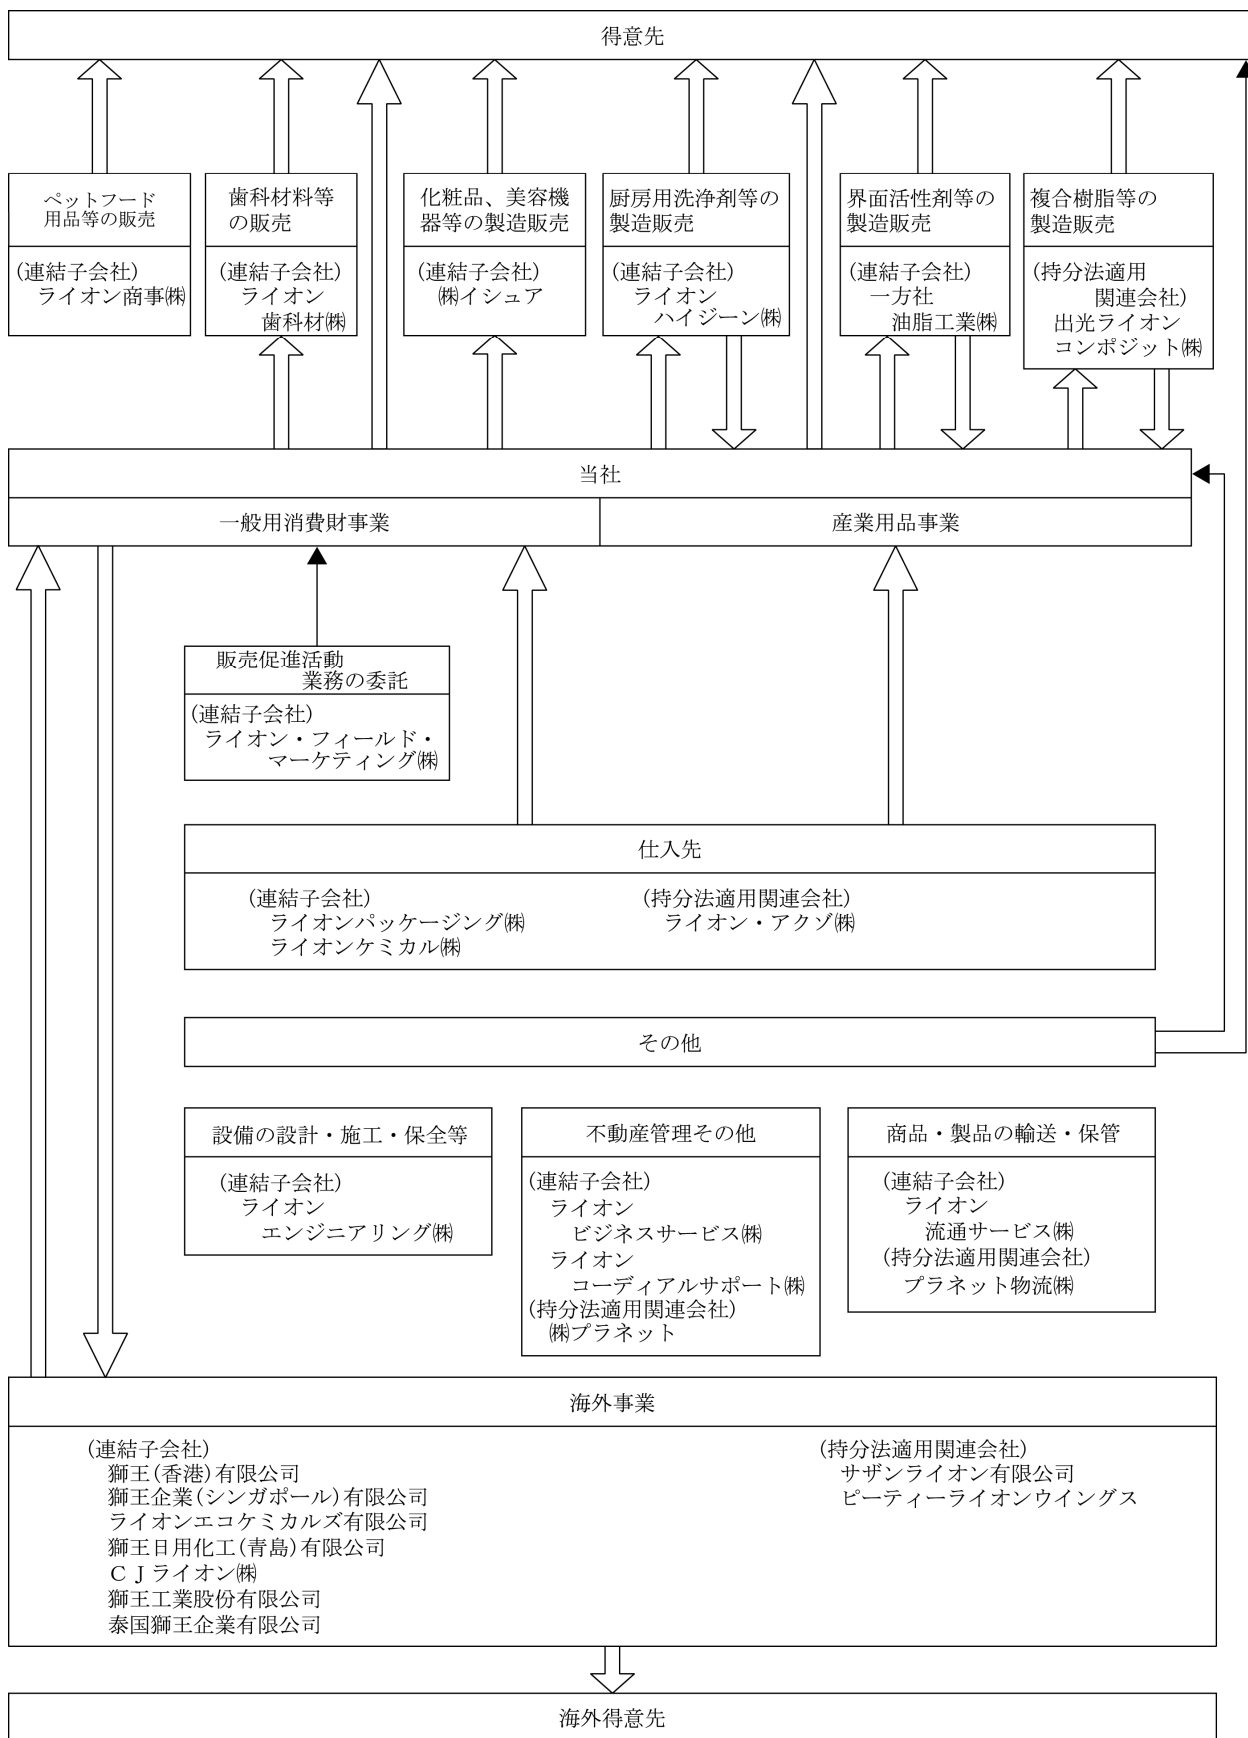 得意先
ペットフード
用品等の販売
(連結子会社)
ライオン商事㈱
歯科材料等
の販売
(連結子会社)
ライオン
歯科材㈱
化粧品、美容機
器等の製造販売
(連結子会社)
㈱イシュア
厨房用洗浄剤等の
製造販売
(連結子会社)
ライオン
ハイジーン㈱
界面活性剤等の
製造販売
(連結子会社)
一方社
油脂工業㈱
複合樹脂等の
製造販売
(持分法適用
関連会社)
出光ライオン
コンポジット㈱
当社
一般用消費財事業
産業用品事業
販売促進活動
業務の委託
(連結子会社)
ライオン・フィールド・
マーケティング㈱
仕入先
(連結子会社)
ライオンパッケージング㈱
ライオンケミカル㈱
(持分法適用関連会社)
ライオン・アクゾ㈱
その他
設備の設計・施工・保全等
(連結子会社)
ライオン
エンジニアリング㈱
不動産管理その他
(連結子会社)
ライオン
ビジネスサービス㈱
ライオン
コーディアルサポート㈱
(持分法適用関連会社)
㈱プラネット
商品・製品の輸送・保管
(連結子会社)
ライオン
流通サービス㈱
(持分法適用関連会社)
プラネット物流㈱
海外事業
(連結子会社)
獅王(香港)有限公司
獅王企業(シンガポール)有限公司
ライオンエコケミカルズ有限公司
獅王日用化工(青島)有限公司
ＣＪライオン㈱
獅王工業股份有限公司
泰国獅王企業有限公司
(持分法適用関連会社)
サザンライオン有限公司
ピーティーライオンウイングス
海外得意先